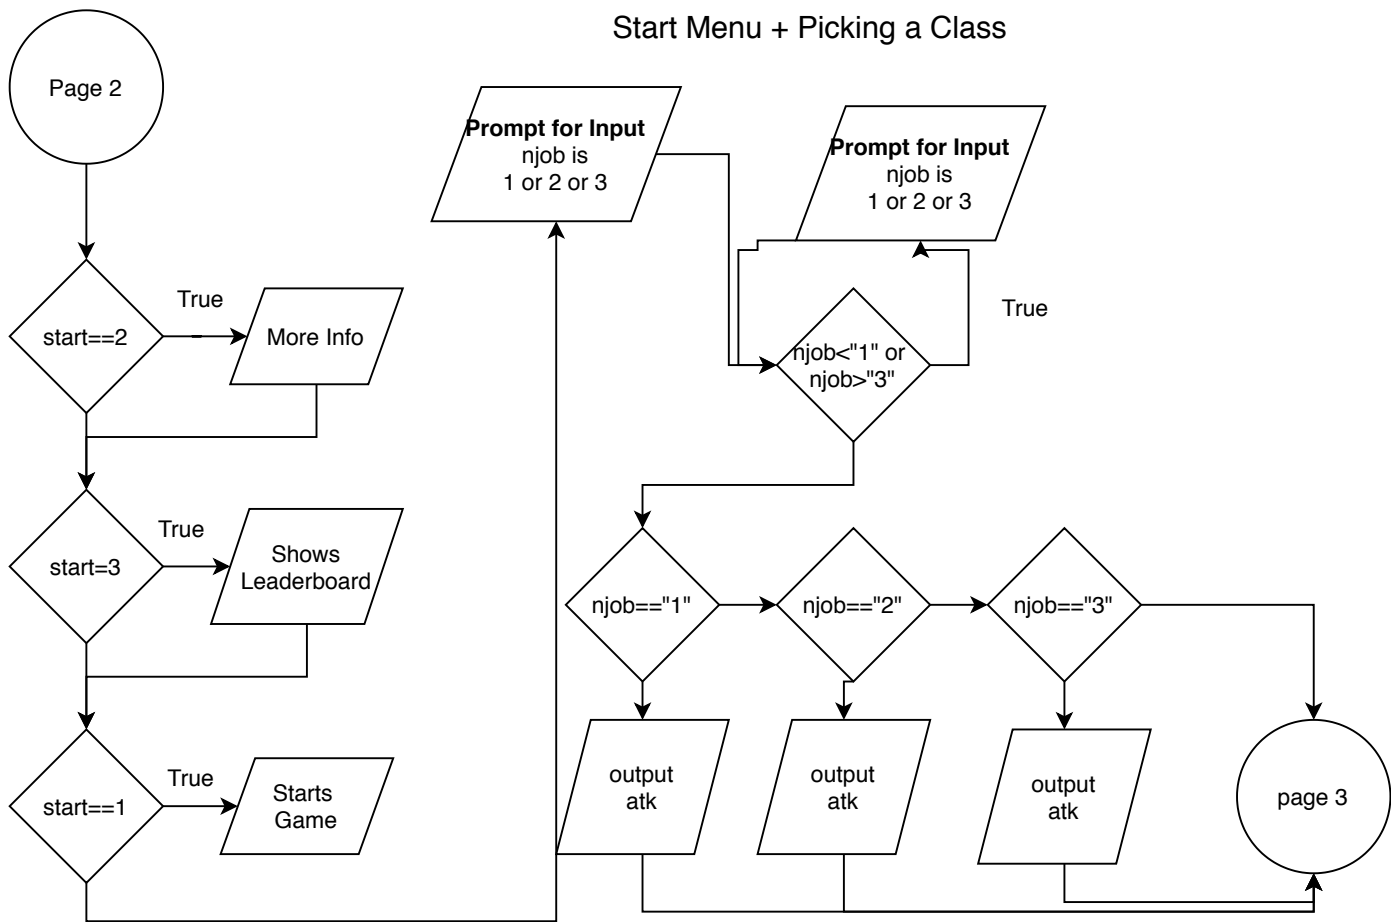 Start Menu + Picking a Class
Page 2
start==2
True
More Info
start=3
True
Shows
Leaderboard
start==1
True
Starts
Game
Prompt for Input
njob is
1 or 2 or 3
Prompt for Input
njob is
1 or 2 or 3
njob<"1" or
njob>"3"
True
njob=="1"
njob=="2"
njob=="3"
output
atk
output
atk
output
atk
page 3